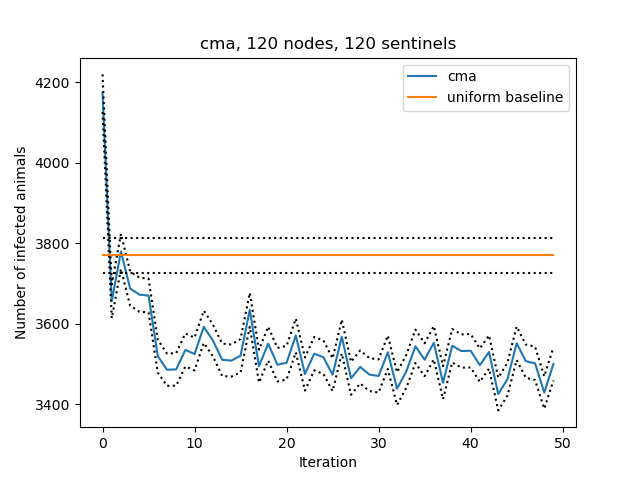 cma, 120 nodes, 120 sentinels
cma
uniform baseline
Number of infected animals
4200
4000
3800
3600
3400
0 10 20 30 40 50
Iteration